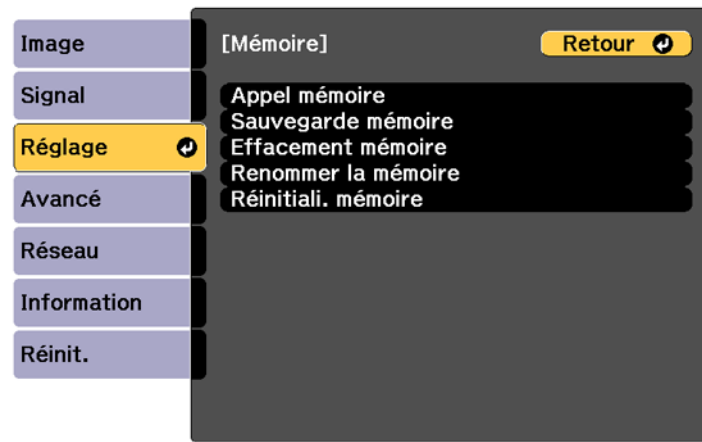 Image
Signal
Réglage
Avancé
Réseau
Information
Réinit.
[Mémoire]
Retour
Appel mémoire
Sauvegarde mémoire
Effacement mémoire
Renommer la mémoire
Réinitiali. mémoire